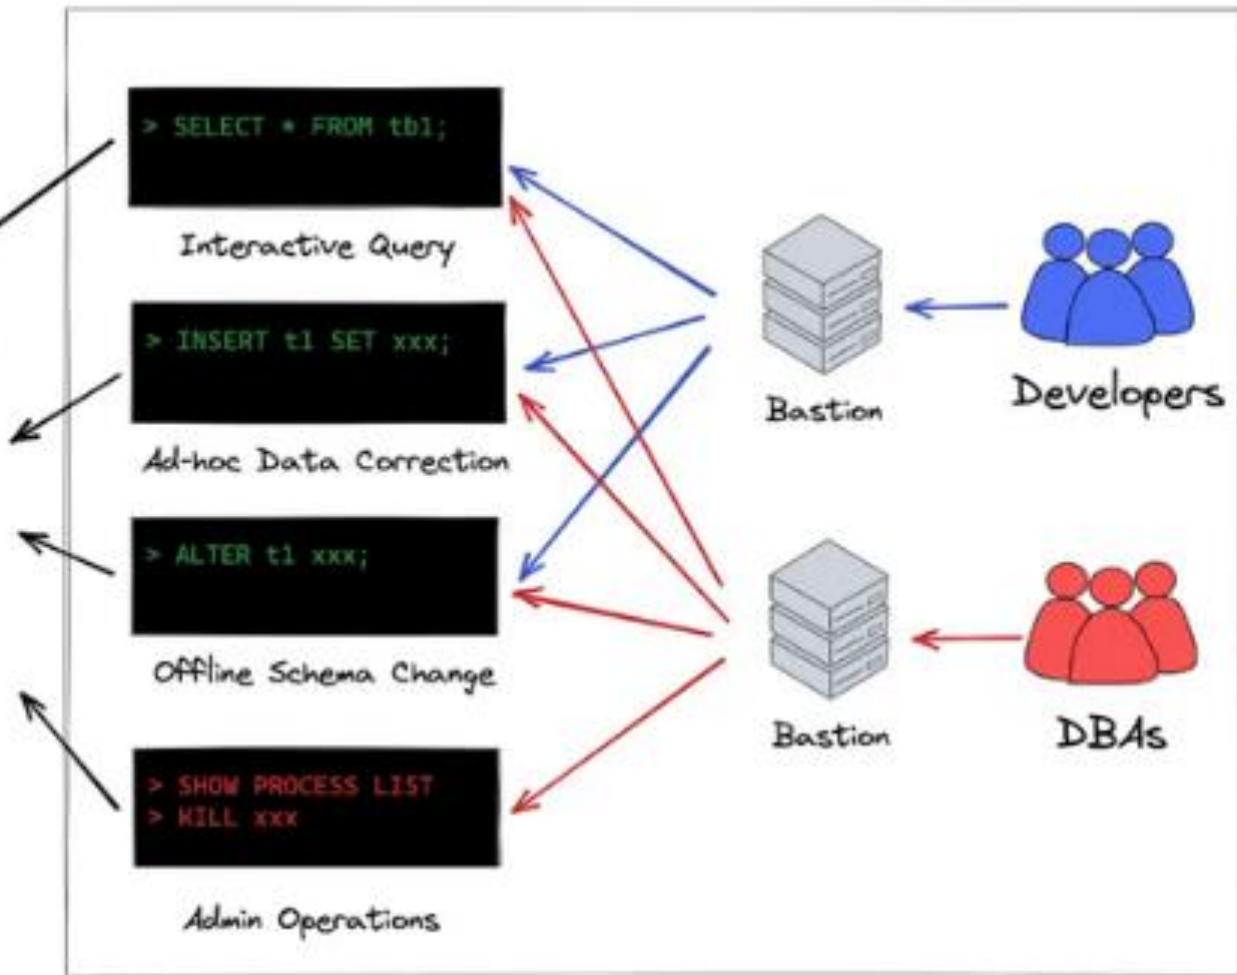 > SELECT * FROM tb1;
Interactive Query
> INSERT t1 SET xxx;
Ad-hoc Data Correction
> ALTER t1 xxx;
Offline Schema Change
> SHOW PROCESS LIST
> KILL xxx
Admin Operations
Bastion
Developers
Bastion
DBAs